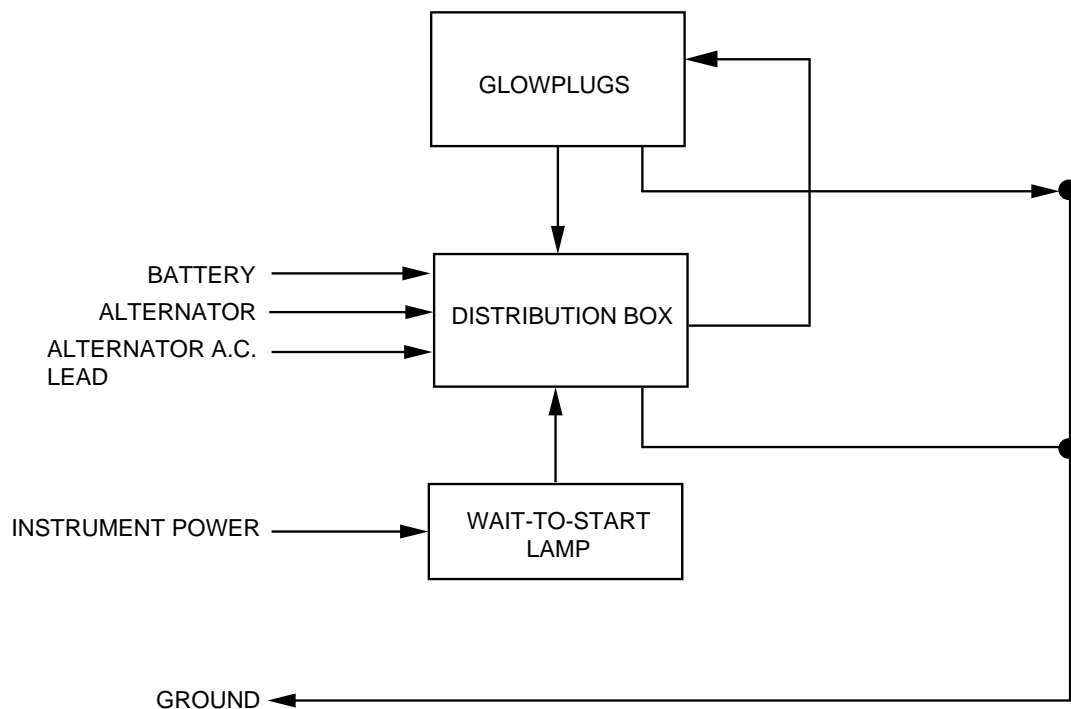 GLOWPLUGS
BATTERY
ALTERNATOR
ALTERNATOR A.C.
LEAD
DISTRIBUTION BOX
INSTRUMENT POWER
WAIT-TO-START
LAMP
GROUND